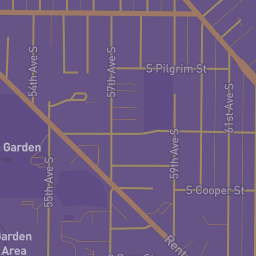 54th Ave S
57th Ave S
S Pilgrim St
61st Ave S
Garden
55th Ave S
59th Ave S
S Cooper St
Garden
Area
Rent